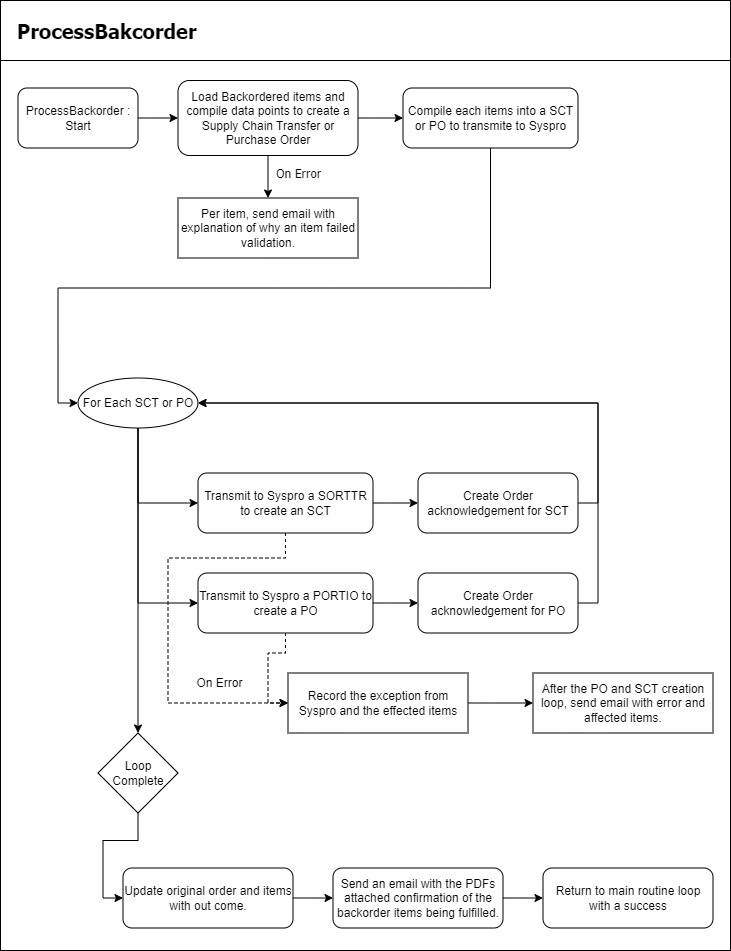 ProcessBakcorder
ProcessBackorder :
Start
Load Backordered items and
compile data points to create a
Supply Chain Transfer or
Purchase Order
Compile each items into a SCT
or PO to transmite to Syspro
On Error
Per item, send email with
explanation of why an item failed
validation.
For Each SCT or PO
Transmit to Syspro a SORTTR
to create an SCT
Create Order
acknowledgement for SCT
Transmit to Syspro a PORTIO to
create a PO
Create Order
acknowledgement for PO
On Error
Record the exception from
Syspro and the effected items
After the PO and SCT creation
loop, send email with error and
affected items.
Loop
Complete
Update original order and items
with out come.
Send an email with the PDFs
attached confirmation of the
backorder items being fulfilled.
Return to main routine loop
with a success